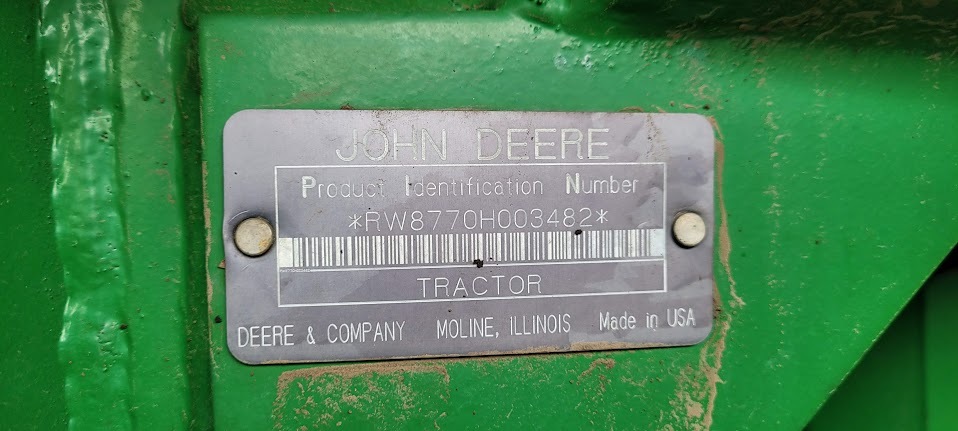 JOHN DEERE
Product Identification Number
*RW8770H003482*
TRACTOR
DEERE & COMPANY MOLINE, ILLINOIS Made in USA